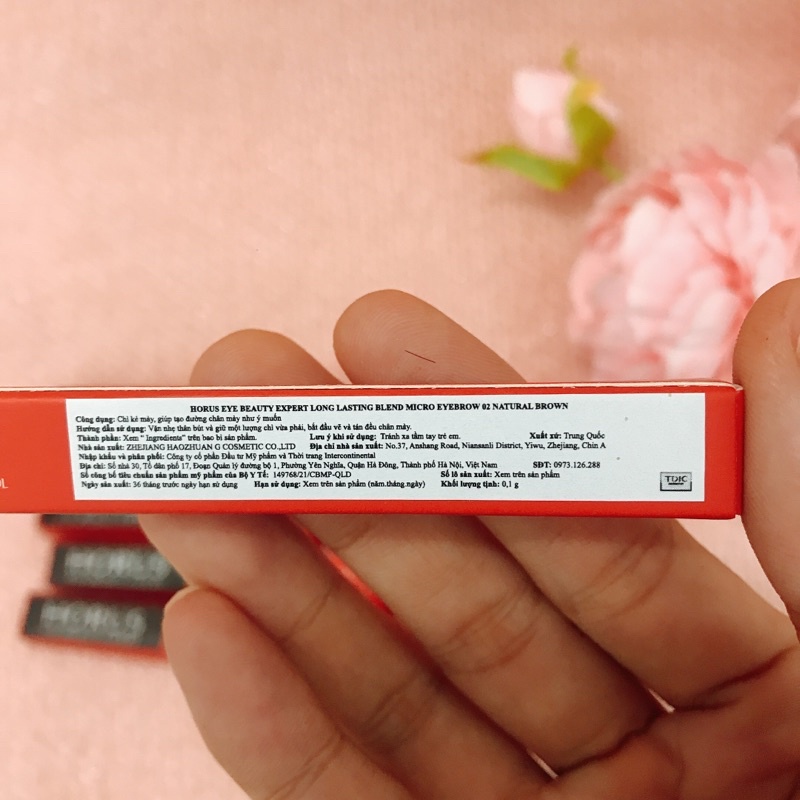 HORUS EYE BEAUTY EXPERT LONG LASTING BLEND MICRO EYEBROW 02 NATURAL BROWN
Công dụng: Chì kẻ mày, giúp tạo đường chân mày như ý muốn
Hướng dẫn sử dụng: Vặn nhẹ thân bút và giữ một lượng chì vừa phải, bắt đầu vẽ và tán đều chân mày.
Thành phần: Xem " Ingredients" trên bao bì sản phẩm. Lưu ý khi sử dụng: Tránh xa tầm tay trẻ em. Xuất xứ: Trung Quốc
Nhà sản xuất: ZHEJIANG HAOZHUAN G COSMETIC CO.,LTD Địa chỉ nhà sản xuất: No.37, Anshang Road, Niansanli District, Yiwu, Zhejiang, Chin A
Nhập khẩu và phân phối: Công ty cổ phần Đầu tư Mỹ phẩm và Thời trang Intercontinental
Địa chỉ: Số nhà 30, Tổ dân phố 17, Đoạn Quản lý đường bộ 1, Phường Yên Nghĩa, Quận Hà Đông, Thành phố Hà Nội, Việt Nam SĐT: 0973.126.288
Số công bố tiêu chuẩn sản phẩm mỹ phẩm của Bộ Y Tế: 149768/21/CBMP-QLD Số lô sản xuất: Xem trên sản phẩm
Ngày sản xuất: 36 tháng trước ngày hạn sử dụng Hạn sử dụng: Xem trên sản phẩm (năm.tháng.ngày) Khối lượng tịnh: 0,1 g
TDIC